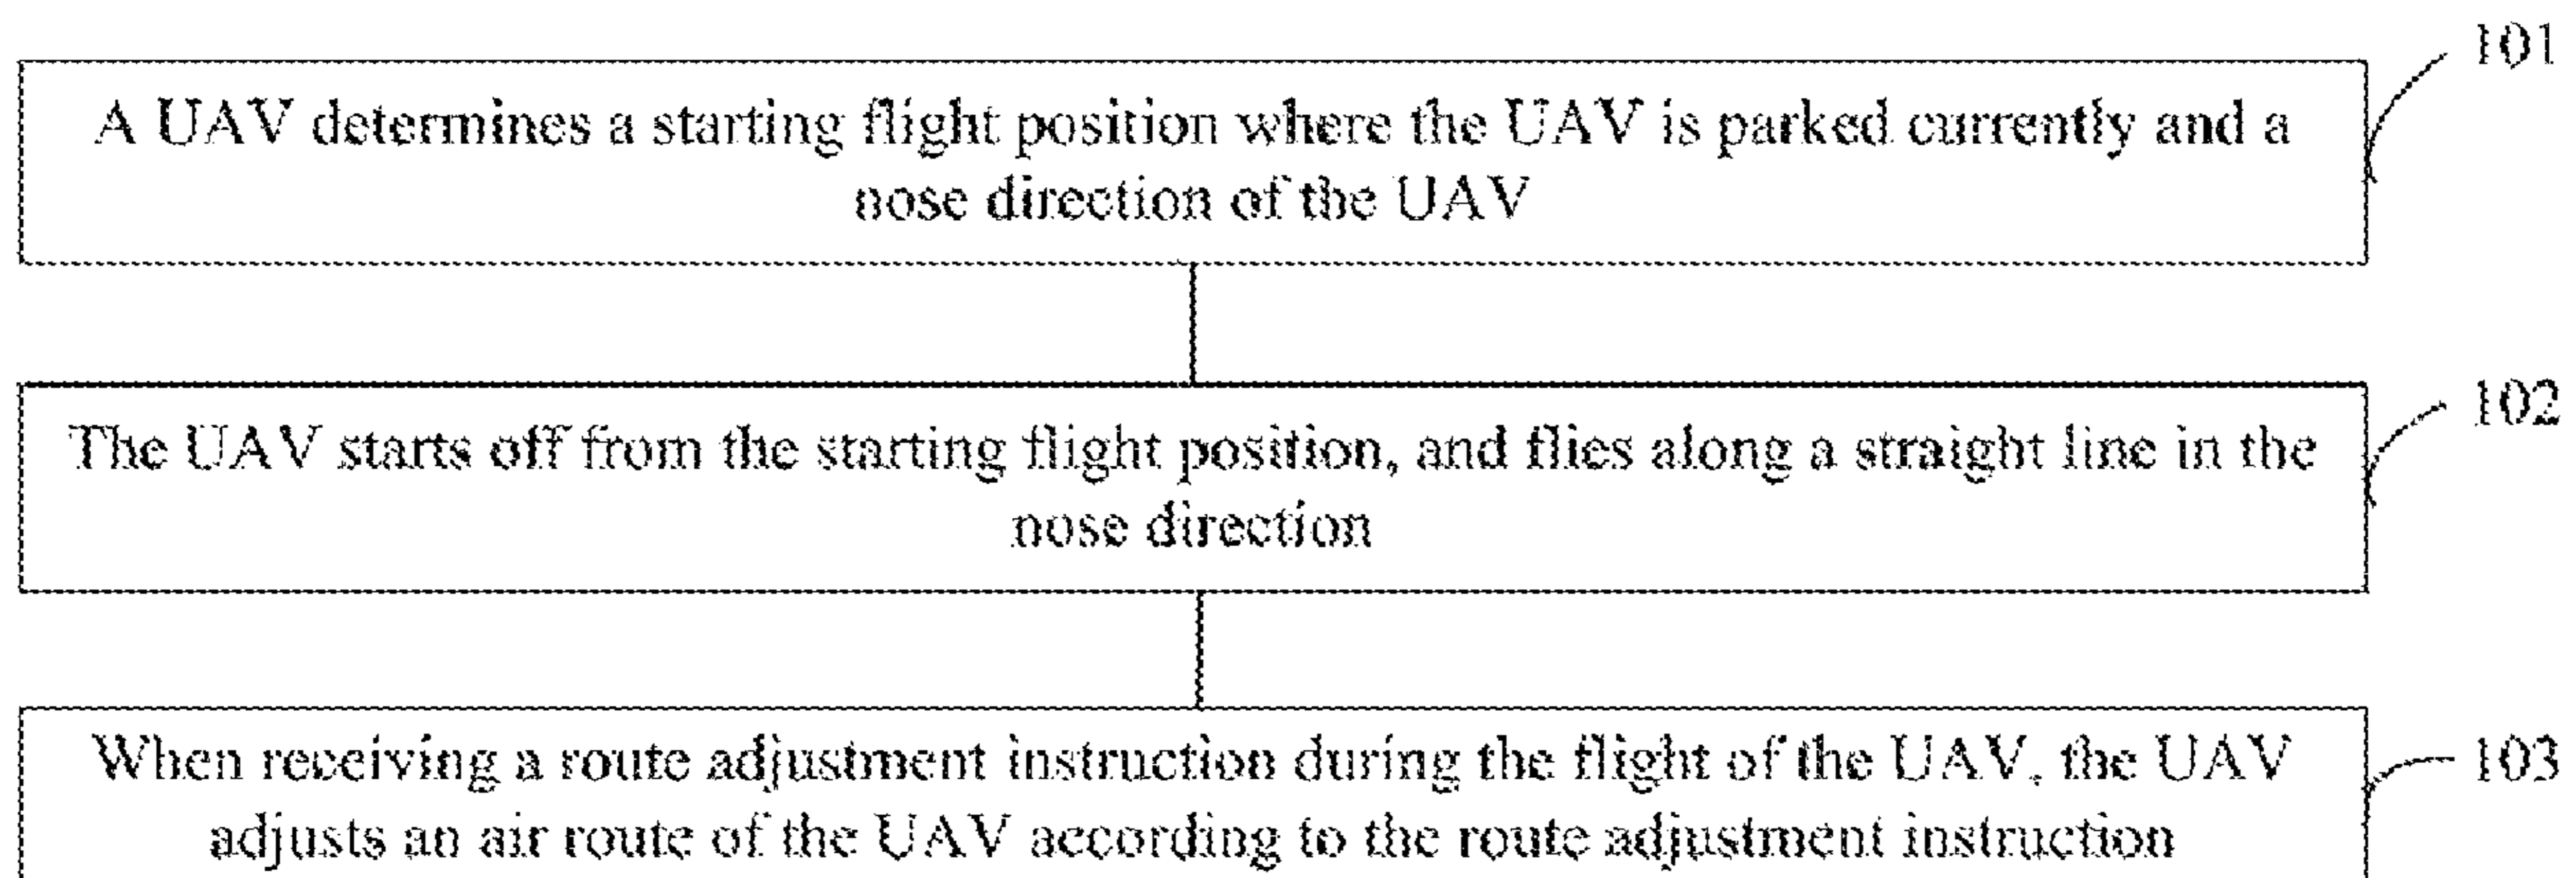 101
A UAV determines a starting flight position where the UAV is parked currently and a
nose direction of the UAV
102
The UAV starts off from the starting flight position, and flies along a straight line in the
nose direction
103
When receiving a route adjustment instruction during the flight of the UAV, the UAV
adjusts an air route of the UAV according to the route adjustment instruction